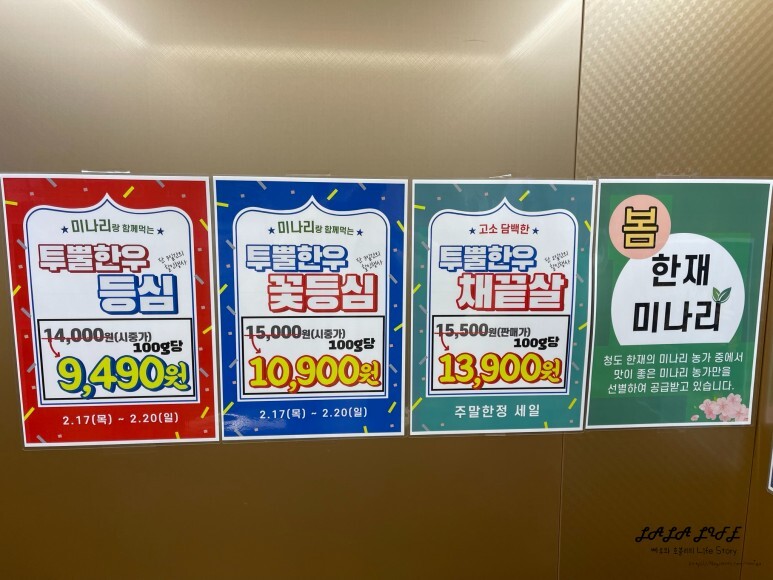 미나리랑 함께먹는
투뿔한우
등심
14,000원(시중가)
100g당
9,490원
2.17(목) ~ 2.20(일)
미나리랑 함께먹는
투뿔한우
꽃등심
15,000원(시중가)
100g당
10,900원
2.17(목) ~ 2.20(일)
고소 담백한
투뿔한우
채끝살
15,500원(판매가)
100g당
13,900원
주말한정 세일
봄
한재
미나리
청도 한재의 미나리 농가 중에서
맛이 좋은 미나리 농가만을
선별하여 공급받고 있습니다.
LALA LIFE
Life Story